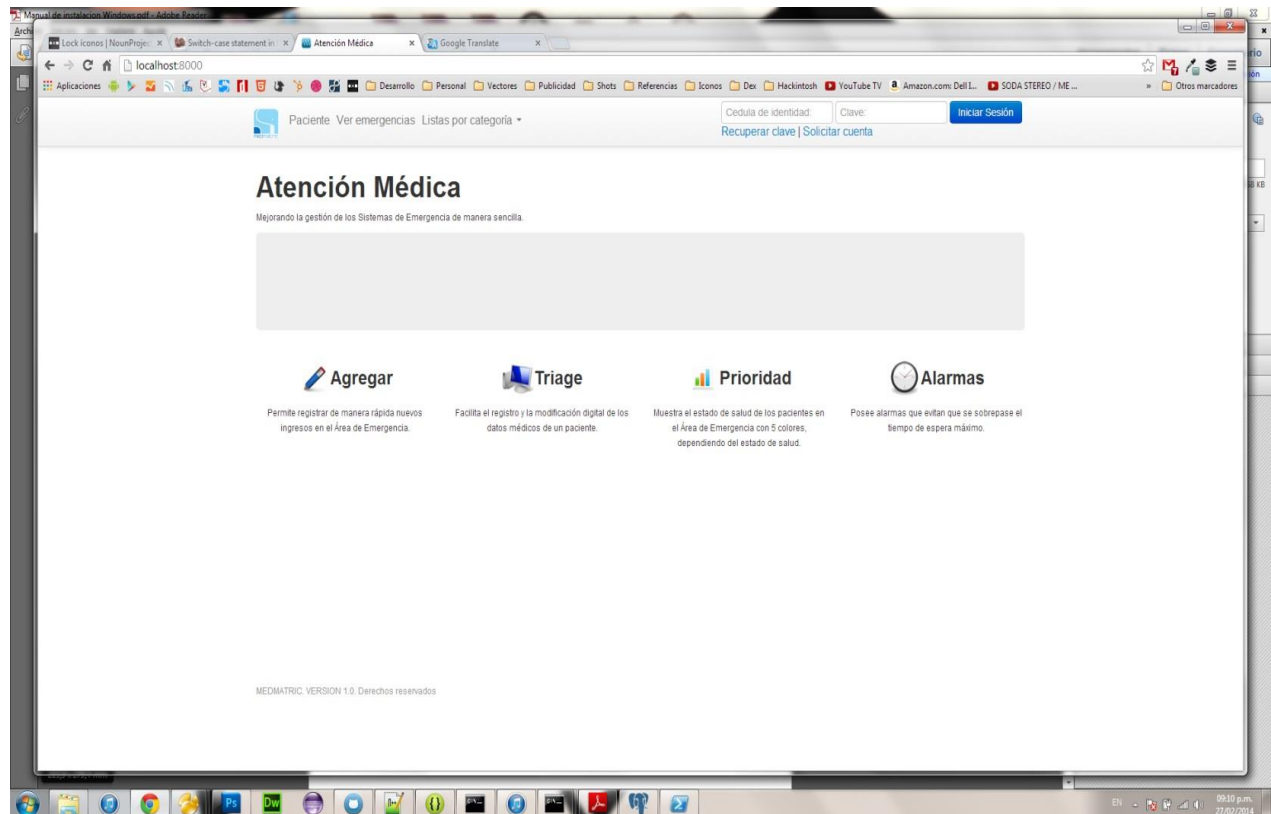 Manual de instalacion Windows.pdf - Adobe Reader
Lock iconos | NounProjec
Switch-case statement in
Atención Médica
Google Translate
localhost:8000
Aplicaciones
Desarrollo
Personal
Vectores
Publicidad
Shots
Referencias
Iconos
Dex
Hackintosh
YouTube TV
Amazon.com: Dell I...
SODA STEREO / ME ...
»
Otros marcadores
Paciente Ver emergencias Listas por categoría
Cedula de identidad:
Clave:
Iniciar Sesión
Recuperar clave | Solicitar cuenta
Atención Médica
Mejorando la gestión de los Sistemas de Emergencia de manera sencilla.
Agregar
Permite registrar de manera rápida nuevos
ingresos en el Área de Emergencia.
Triage
Facilita el registro y la modificación digital de los
datos médicos de un paciente.
Prioridad
Muestra el estado de salud de los pacientes en
el Área de Emergencia con 5 colores,
dependiendo del estado de salud.
Alarmas
Posee alarmas que evitan que se sobrepase el
tiempo de espera máximo.
MEDMATRIC. VERSION 1.0. Derechos reservados
Ps
Dw
EN
09:10 p.m.
27/02/2014